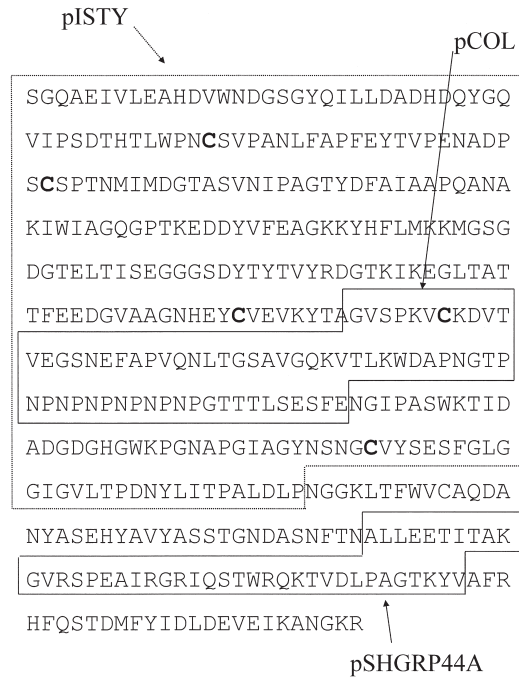 pISTY
pCOL
SGQAEIVLEAHDVWNDGSGYQILLDADHDQYGQ
VIPSDTHTLWPNCSVPANLFAPFEYTVPENADP
SCSPTNMIMDGTASVNIPAGTYDFAIAAPQANA
KIWIAGQGPTKEDDYVFEAGKKYHFLMKKMGSG
DGTELTISEGGGSDYTYTVYRDGTKIKEGLTAT
TFEEDGVAAGNHEYCVEVKYTAGVSPKVCKDVT
VEGSNEFAPVQNLTGSAVGQKVTLKWDAPNGTP
NPNPNPNPNPNPGTTTLSESFENGIPASWKTID
ADGDGHGWKPGNAPGIAGYNSNGCVYSESFGLG
GIGVLTPDNYLITPALDLPNGGKLTFWVCAQDA
NYASEHYAVYASSTGNDASNFTNALLEETITAK
GVRSPEAIRGRIQSTWRQKTVDLPAGTKYVAFR
HFQSTDMFYIDLDEVEIKANGKR
pSHGRP44A